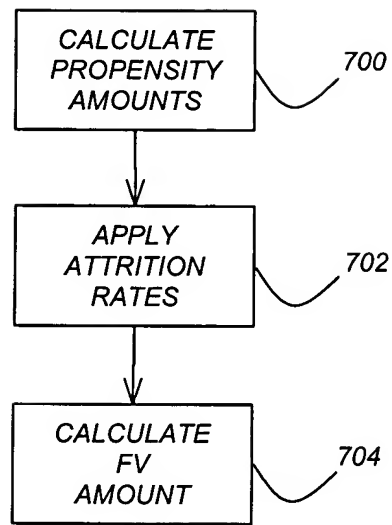 CALCULATE
PROPENSITY
AMOUNTS
700
APPLY
ATTRITION
RATES
702
CALCULATE
FV
AMOUNT
704